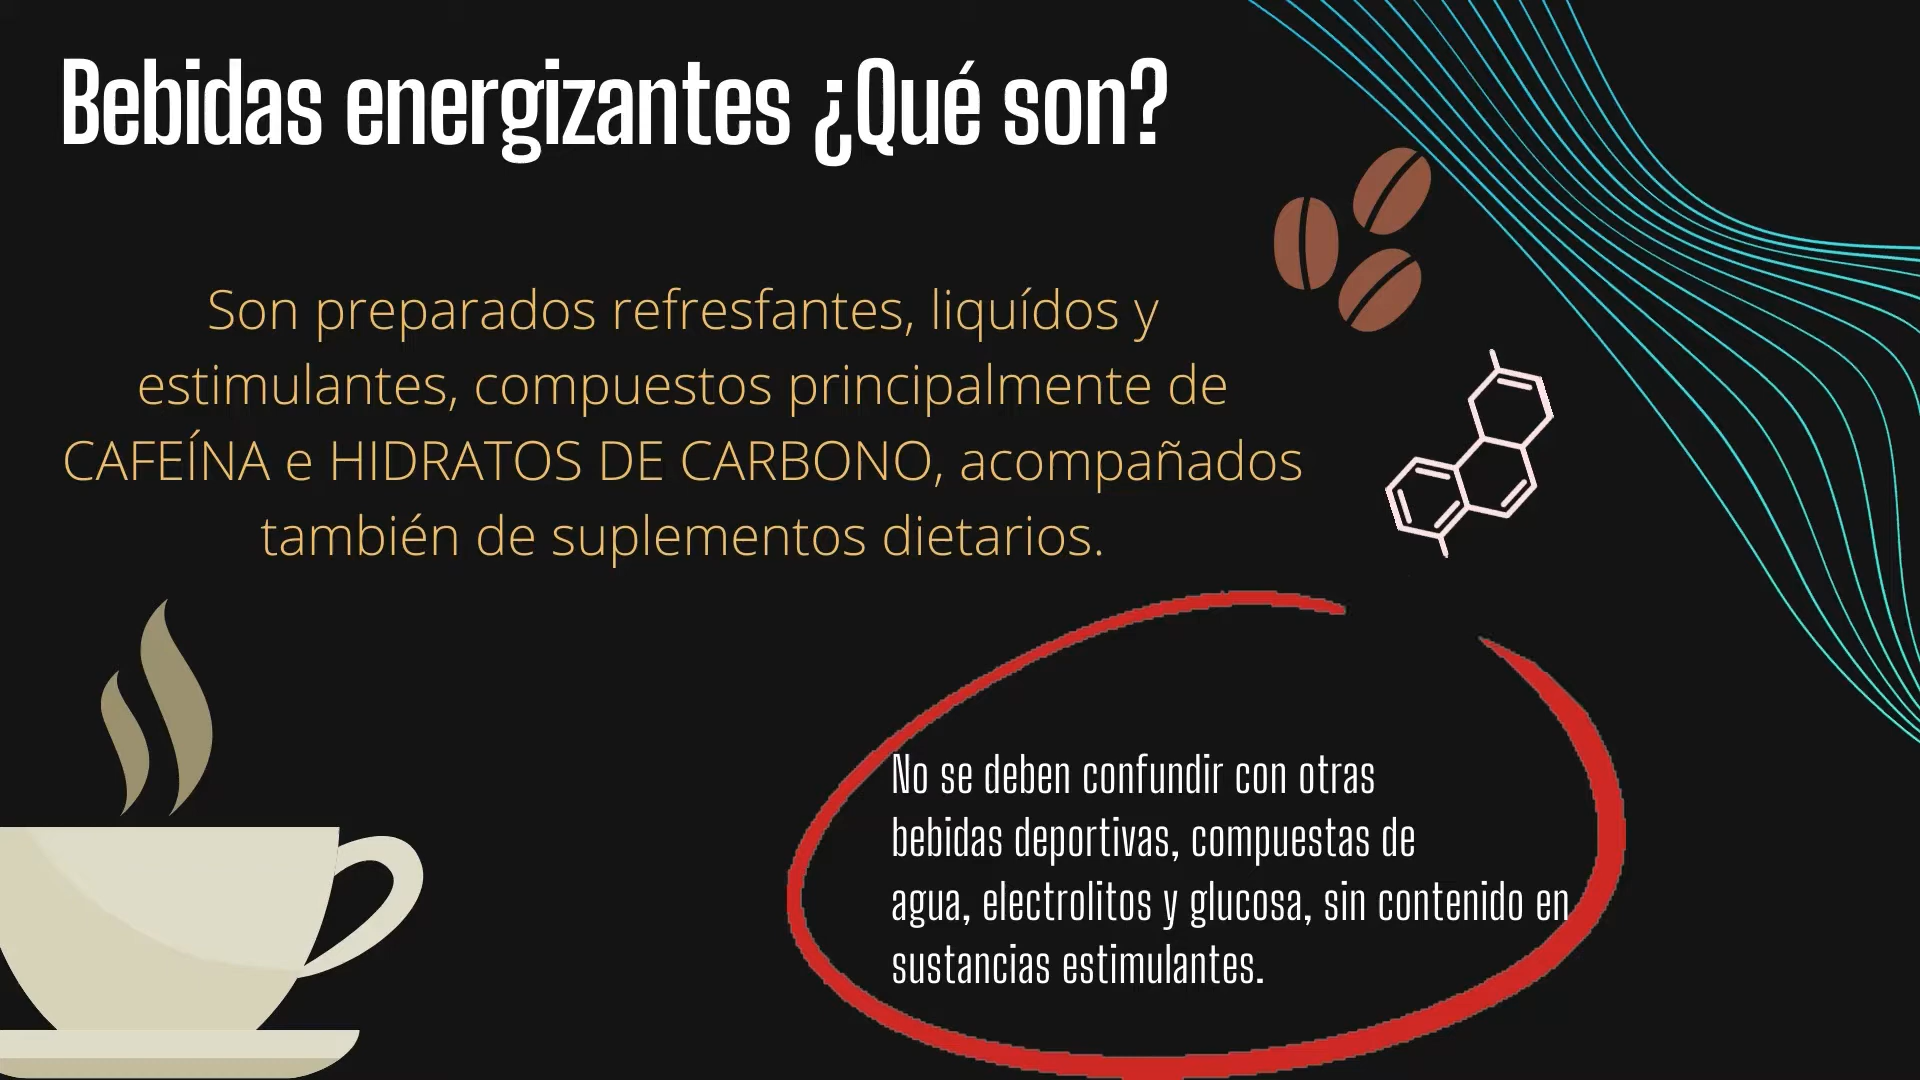 Bebidas energizantes ¿Qué son?
Son preparados refresfantes, liquídos y
estimulantes, compuestos principalmente de
CAFEÍNA e HIDRATOS DE CARBONO, acompañados
también de suplementos dietarios.
No se deben confundir con otras
bebidas deportivas, compuestas de
agua, electrolitos y glucosa, sin contenido en
sustancias estimulantes.